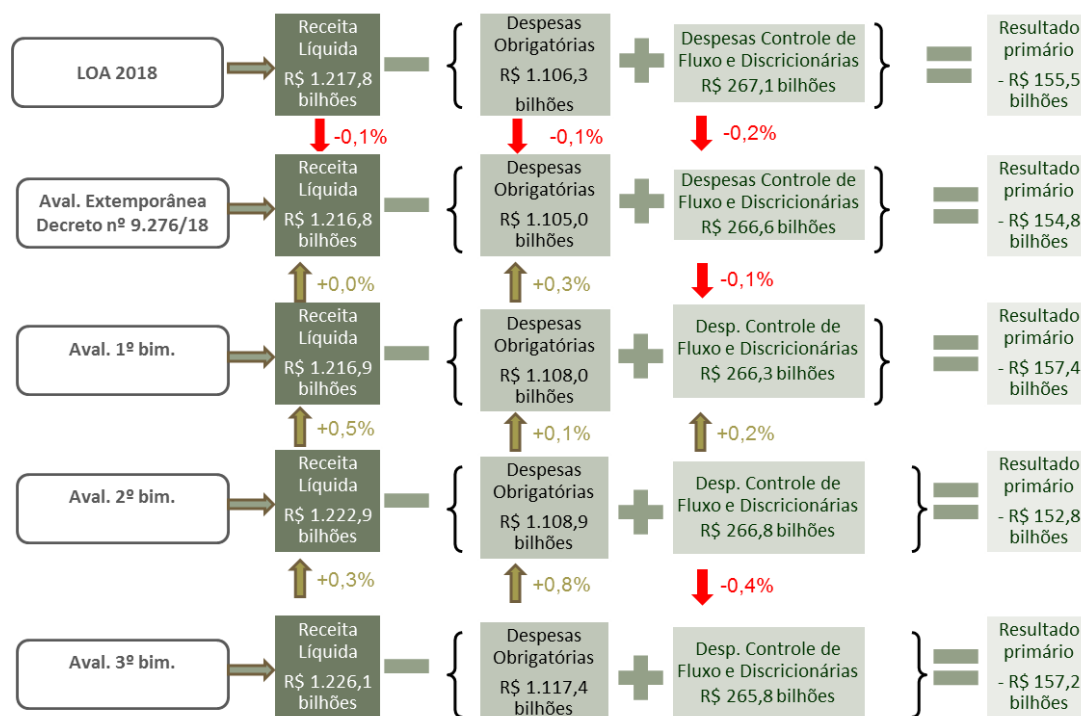 LOA 2018
Receita
Líquida
R$ 1.217,8
bilhões
Despesas
Obrigatórias
R$ 1.106,3
bilhões
Despesas Controle de
Fluxo e Discricionárias
R$ 267,1 bilhões
Resultado
primário
- R$ 155,5
bilhões
-0,1%
-0,1%
-0,2%
Aval. Extemporânea
Decreto nº 9.276/18
Receita
Líquida
R$ 1.216,8
bilhões
Despesas
Obrigatórias
R$ 1.105,0
bilhões
Despesas Controle de
Fluxo e Discricionárias
R$ 266,6 bilhões
Resultado
primário
- R$ 154,8
bilhões
+0,0%
+0,3%
-0,1%
Aval. 1º bim.
Receita
Líquida
R$ 1.216,9
bilhões
Despesas
Obrigatórias
R$ 1.108,0
bilhões
Desp. Controle de
Fluxo e Discricionárias
R$ 266,3 bilhões
Resultado
primário
- R$ 157,4
bilhões
+0,5%
+0,1%
+0,2%
Aval. 2º bim.
Receita
Líquida
R$ 1.222,9
bilhões
Despesas
Obrigatórias
R$ 1.108,9
bilhões
Desp. Controle de
Fluxo e Discricionárias
R$ 266,8 bilhões
Resultado
primário
- R$ 152,8
bilhões
+0,3%
+0,8%
-0,4%
Aval. 3º bim.
Receita
Líquida
R$ 1.226,1
bilhões
Despesas
Obrigatórias
R$ 1.117,4
bilhões
Desp. Controle de
Fluxo e Discricionárias
R$ 265,8 bilhões
Resultado
primário
- R$ 157,2
bilhões